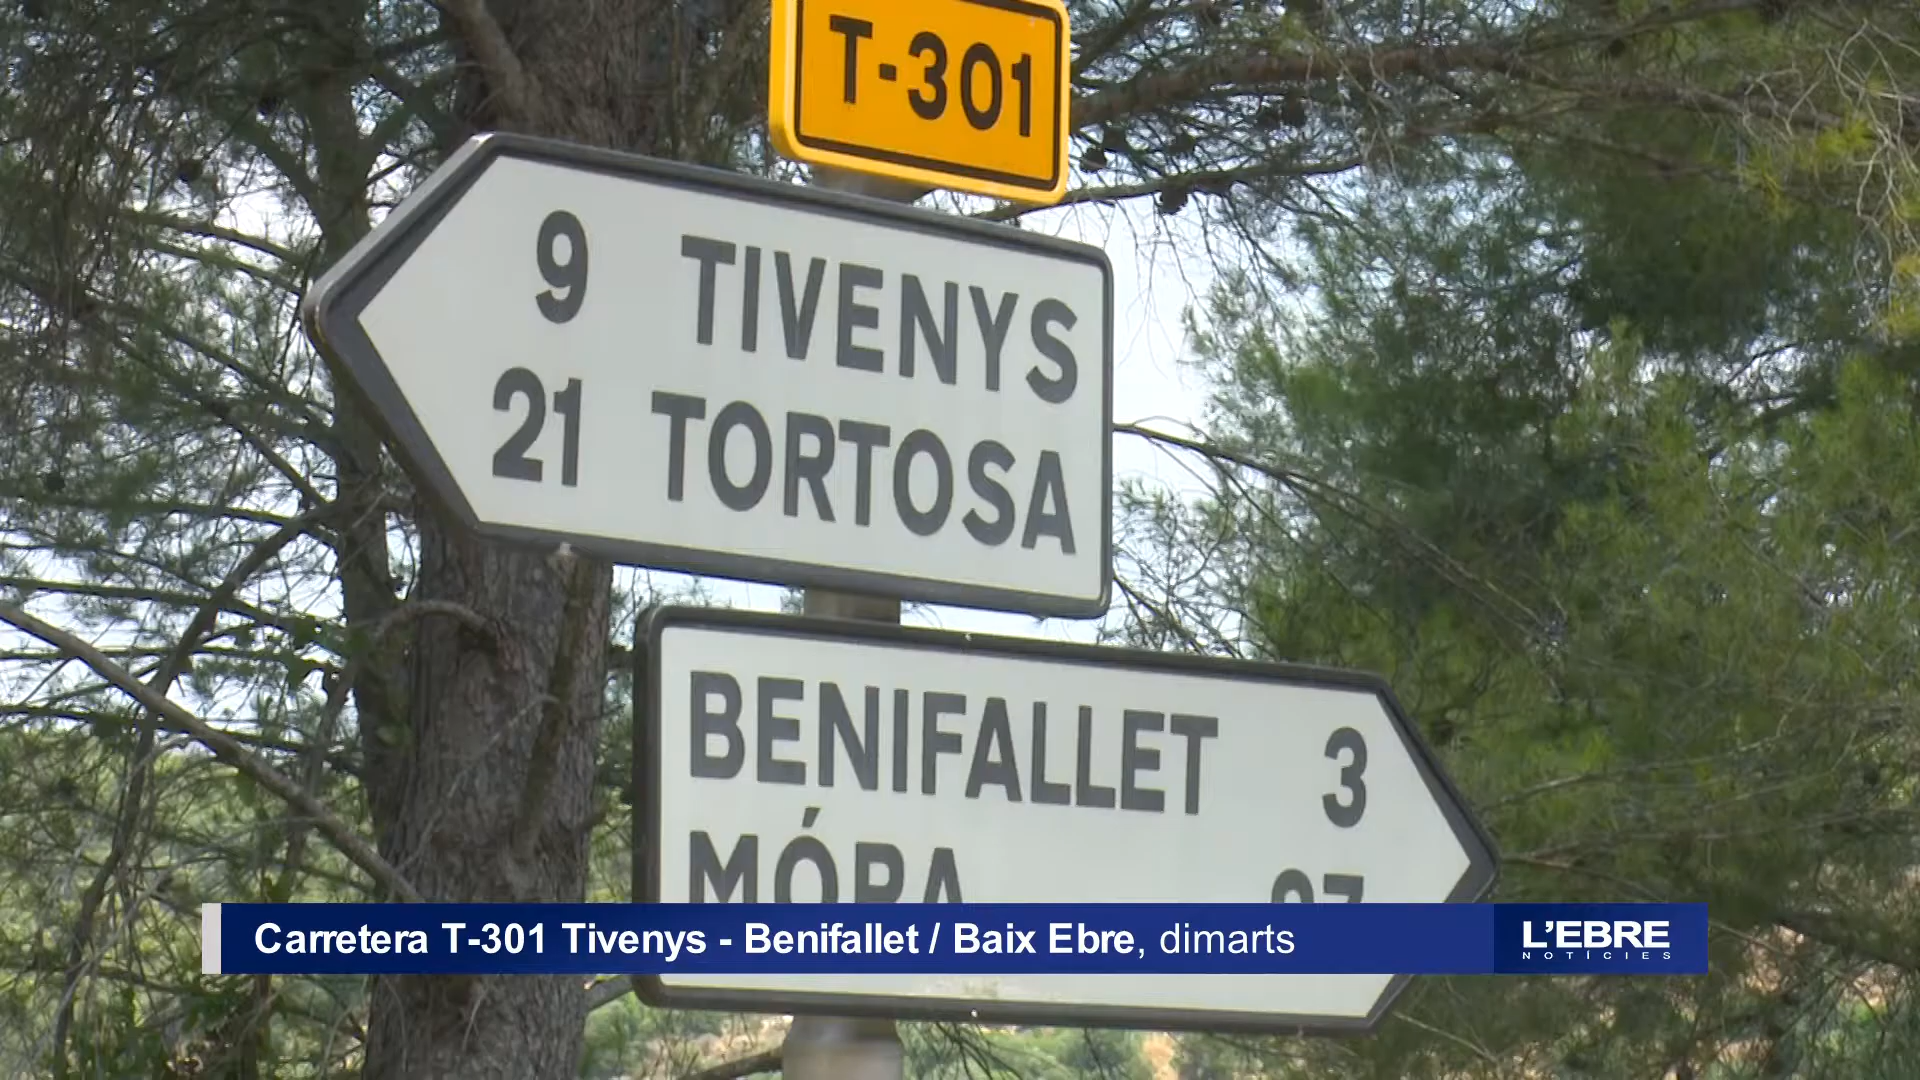 T-301
9 TIVENYS
21 TORTOSA
BENIFALLET 3
MÓRA
Carretera T-301 Tivenys - Benifallet / Baix Ebre, dimarts
L'EBRE
NOTÍCIES